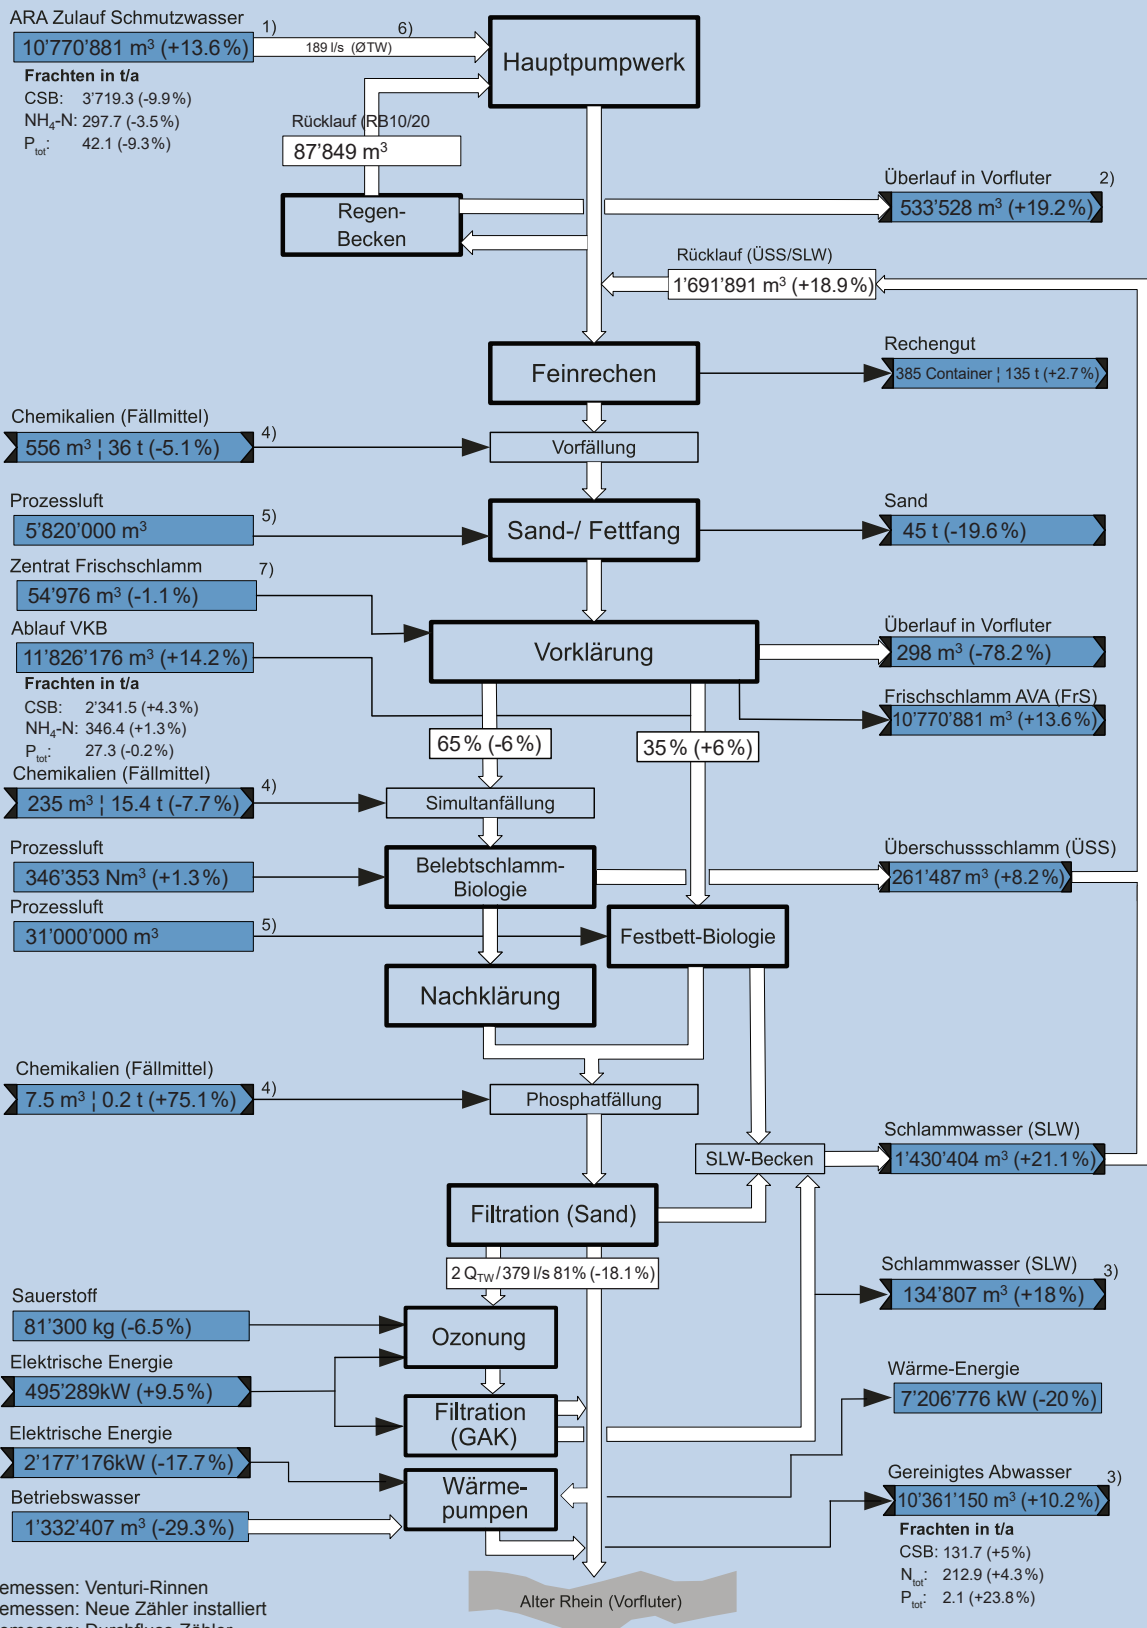 ARA Zulauf Schmutzwasser
10'770'881 m³ (+13.6%)
1)
189 l/s (ØTW)
6)
Hauptpumpwerk
Frachten in t/a
CSB: 3'719.3 (-9.9%)
NH₄-N: 297.7 (-3.5%)
Ptot: 42.1 (-9.3%)
Rücklauf (RB10/20
87'849 m³
Regen-
Becken
Überlauf in Vorfluter
2)
533'528 m³ (+19.2%)
Rücklauf (ÜSS/SLW)
1'691'891 m³ (+18.9%)
Feinrechen
Rechengut
385 Container ¦ 135 t (+2.7%)
Chemikalien (Fällmittel)
556 m³ ¦ 36 t (-5.1%)
4)
Vorfällung
Prozessluft
5'820'000 m³
5)
Sand-/ Fettfang
Sand
45 t (-19.6%)
Zentrat Frischschlamm
54'976 m³ (-1.1%)
7)
Ablauf VKB
11'826'176 m³ (+14.2%)
Vorklärung
Überlauf in Vorfluter
298 m³ (-78.2%)
Frachten in t/a
CSB: 2'341.5 (+4.3%)
NH₄-N: 346.4 (+1.3%)
Ptot: 27.3 (-0.2%)
Frischschlamm AVA (FrS)
10'770'881 m³ (+13.6%)
65% (-6%)
35% (+6%)
Chemikalien (Fällmittel)
235 m³ ¦ 15.4 t (-7.7%)
4)
Simultanfällung
Prozessluft
346'353 Nm³ (+1.3%)
Belebtschlamm-
Biologie
Überschussschlamm (ÜSS)
261'487 m³ (+8.2%)
Prozessluft
31'000'000 m³
5)
Festbett-Biologie
Nachklärung
Chemikalien (Fällmittel)
7.5 m³ ¦ 0.2 t (+75.1%)
4)
Phosphatfällung
SLW-Becken
Schlammwasser (SLW)
1'430'404 m³ (+21.1%)
Filtration (Sand)
2 QTW/379 l/s 81% (-18.1%)
Schlammwasser (SLW)
3)
134'807 m³ (+18%)
Sauerstoff
81'300 kg (-6.5%)
Ozonung
Elektrische Energie
495'289kW (+9.5%)
Filtration
(GAK)
Wärme-Energie
7'206'776 kW (-20%)
Elektrische Energie
2'177'176kW (-17.7%)
Wärme-
pumpen
Betriebswasser
1'332'407 m³ (-29.3%)
Gereinigtes Abwasser
3)
10'361'150 m³ (+10.2%)
Frachten in t/a
CSB: 131.7 (+5%)
Ntot: 212.9 (+4.3%)
Ptot: 2.1 (+23.8%)
Alter Rhein (Vorfluter)
emessen: Venturi-Rinnen
emessen: Neue Zähler installiert